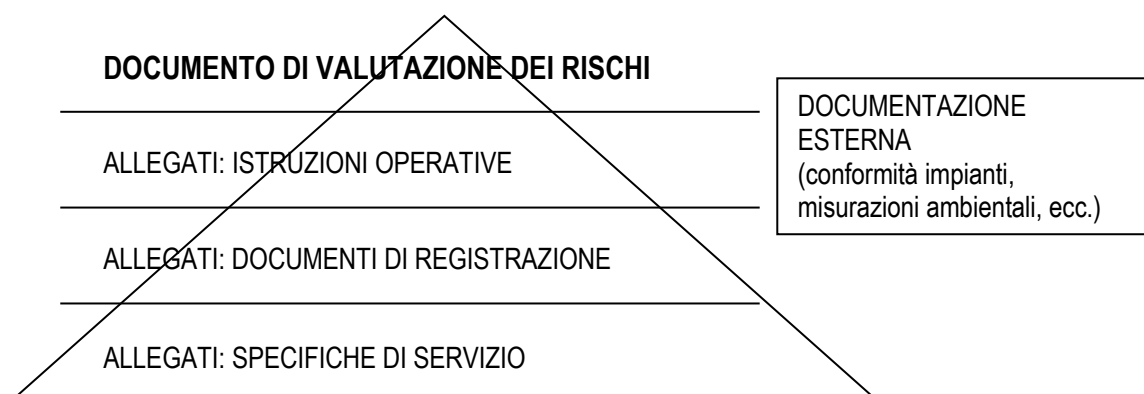 DOCUMENTO DI VALUTAZIONE DEI RISCHI
ALLEGATI: ISTRUZIONI OPERATIVE
ALLEGATI: DOCUMENTI DI REGISTRAZIONE
ALLEGATI: SPECIFICHE DI SERVIZIO
DOCUMENTAZIONE
ESTERNA
(conformità impianti,
misurazioni ambientali, ecc.)